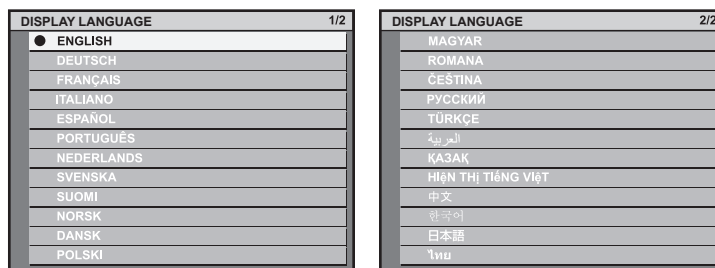 DISPLAY LANGUAGE 1/2
ENGLISH
DEUTSCH
FRANÇAIS
ITALIANO
ESPAÑOL
PORTUGUÊS
NEDERLANDS
SVENSKA
SUOMI
NORSK
DANSK
POLSKI
DISPLAY LANGUAGE 2/2
MAGYAR
ROMANA
ČEŠTINA
РУССКИЙ
TÜRKÇE
العربية
ҚАЗАҚ
HIệN THị TIếNG VIệT
中文
한국어
日本語
ไทย